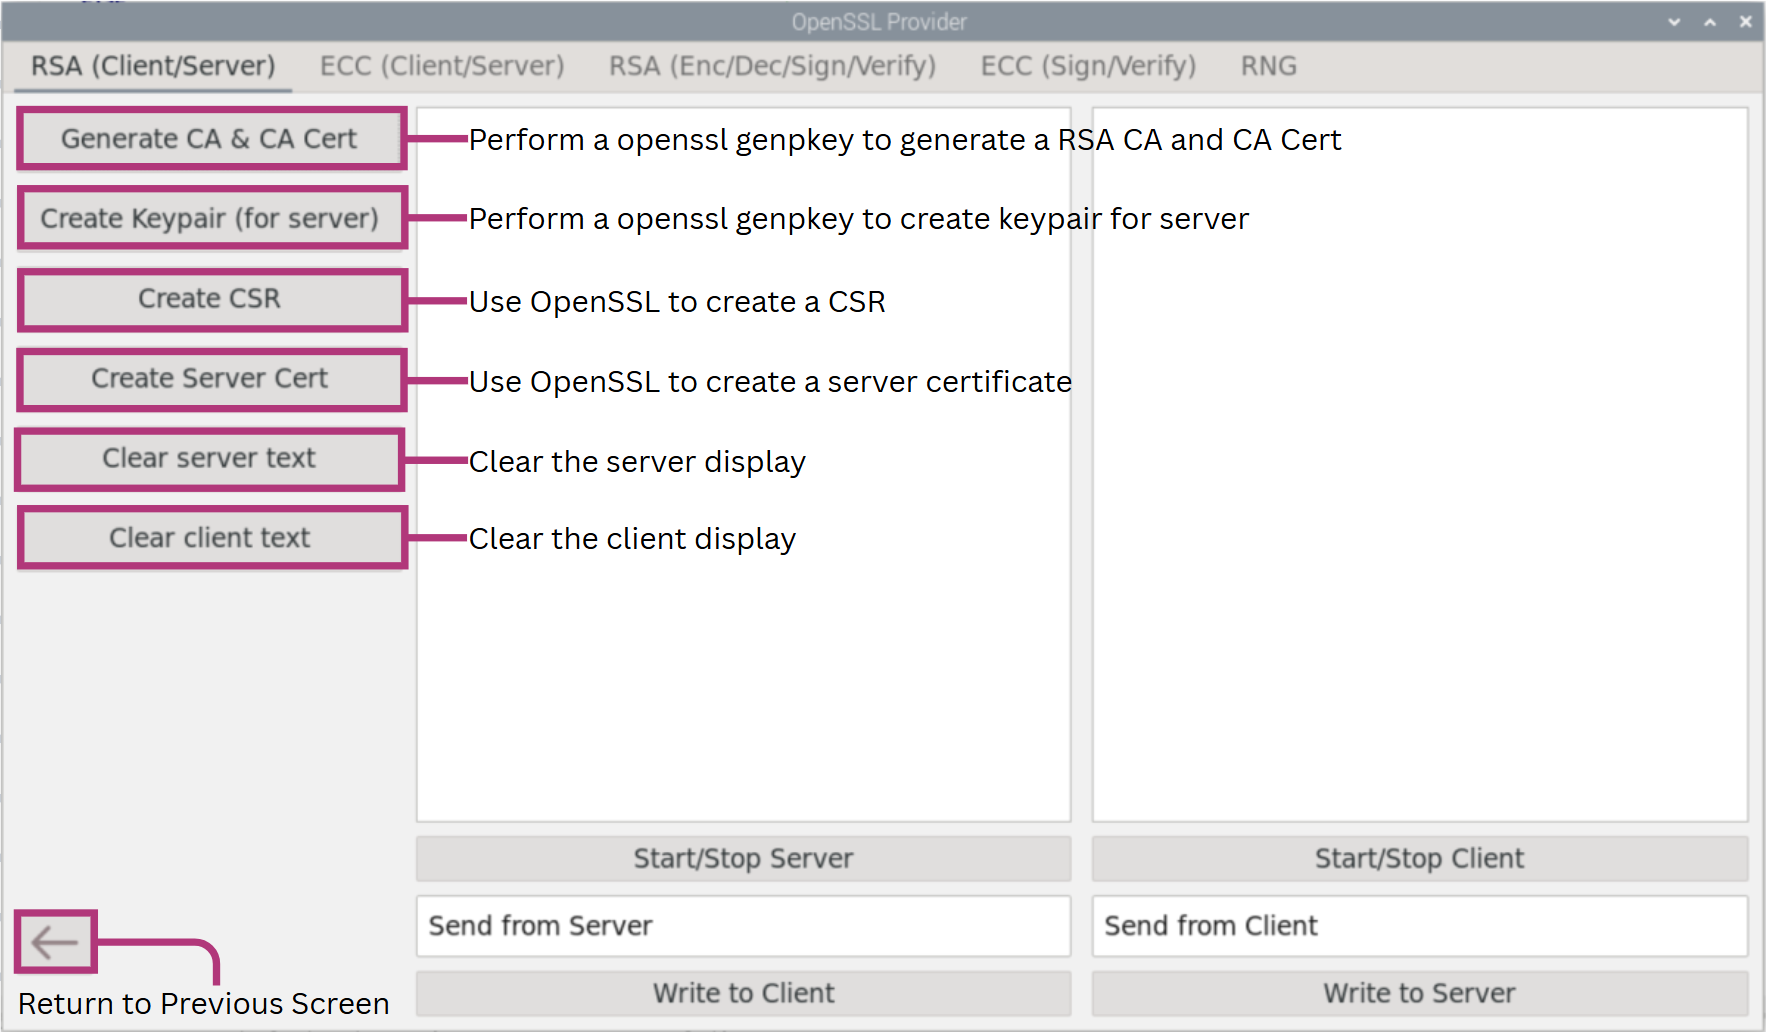 OpenSSL Provider
RSA (Client/Server) ECC (Client/Server) RSA (Enc/Dec/Sign/Verify) ECC (Sign/Verify) RNG
Generate CA & CA Cert Perform a openssl genpkey to generate a RSA CA and CA Cert
Create Keypair (for server) Perform a openssl genpkey to create keypair for server
Create CSR Use OpenSSL to create a CSR
Create Server Cert Use OpenSSL to create a server certificate
Clear server text Clear the server display
Clear client text Clear the client display
Start/Stop Server Start/Stop Client
Send from Server Send from Client
Write to Client Write to Server
Return to Previous Screen